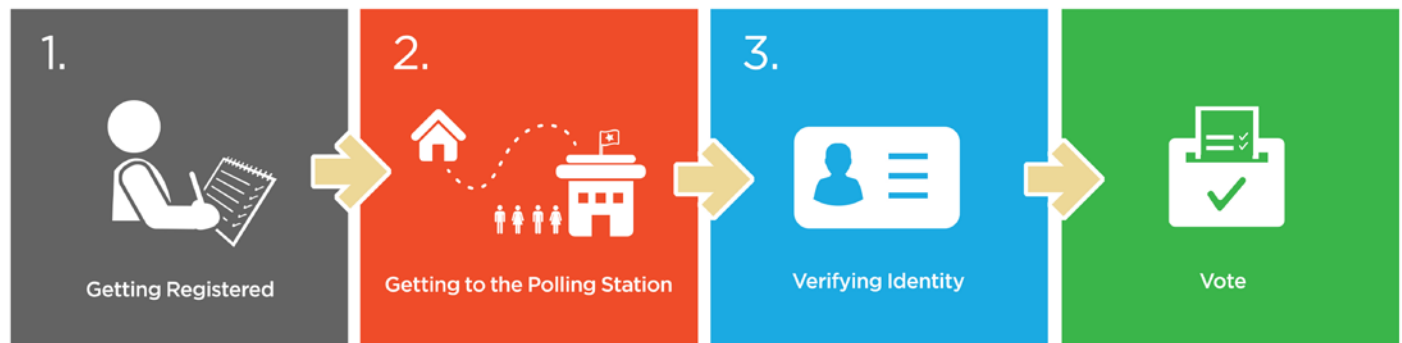 1.
Getting Registered
2.
Getting to the Polling Station
3.
Verifying Identity
Vote